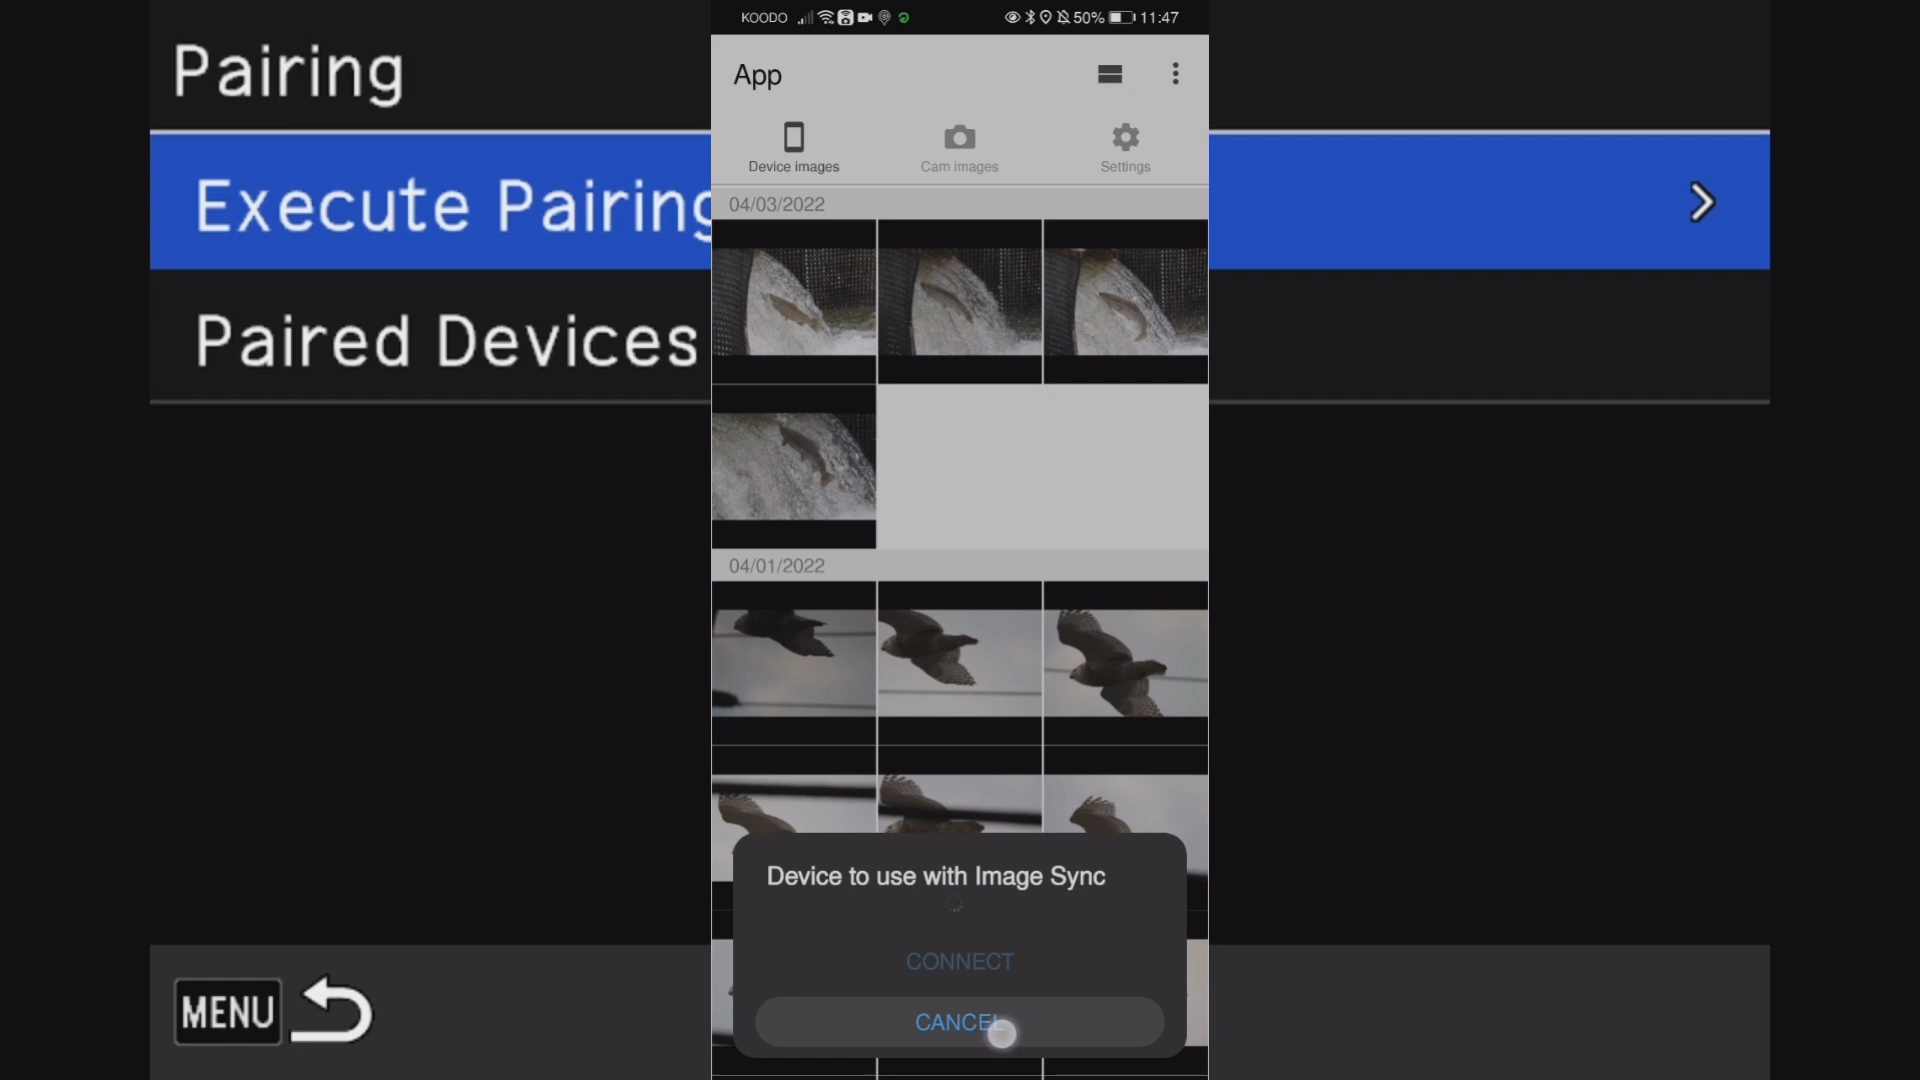 Pairing
Execute Pairing
Paired Devices
MENU
KOODO
50% 11:47
App
Device images
Cam images
Settings
04/03/2022
04/01/2022
Device to use with Image Sync
CONNECT
CANCEL